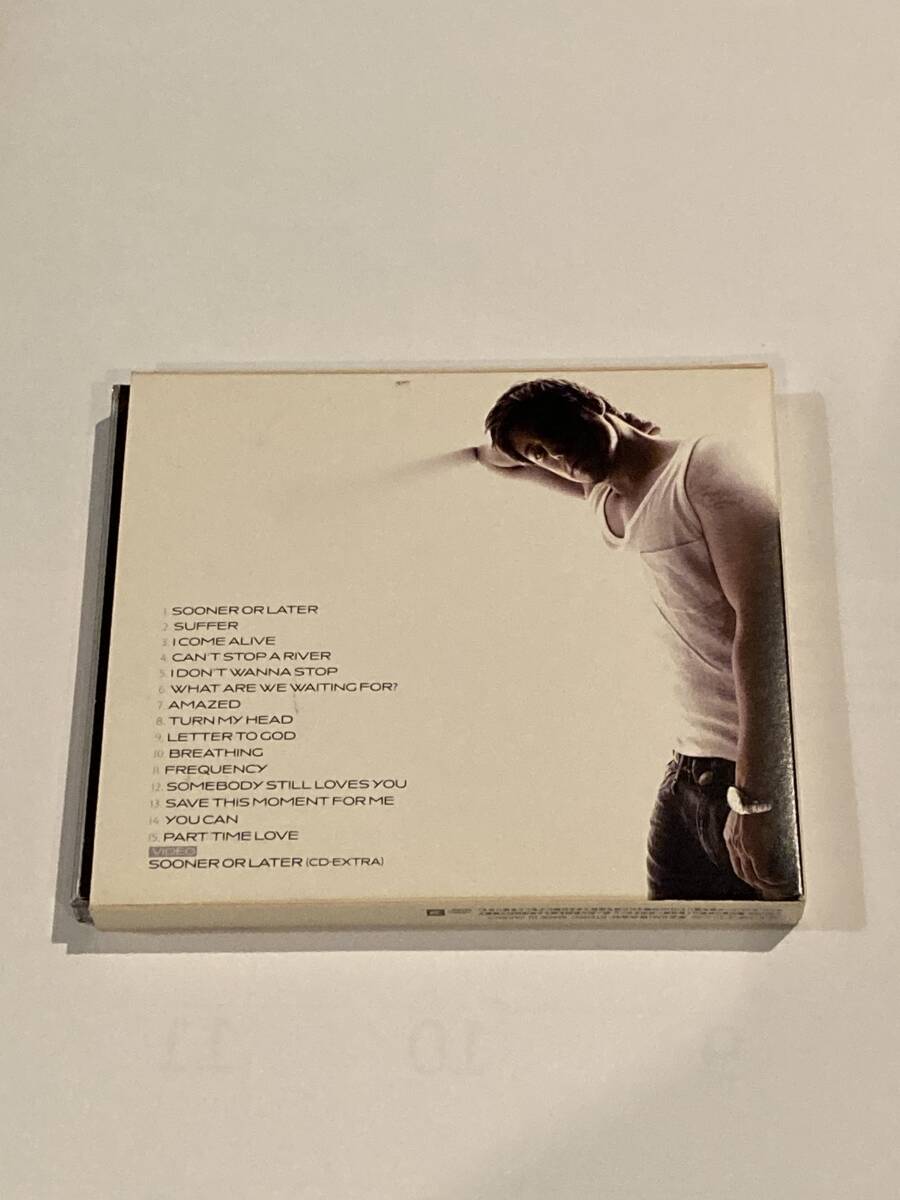 1. SOONER OR LATER
2. SUFFER
3. I COME ALIVE
4. CAN'T STOP A RIVER
5. I DON'T WANNA STOP
6. WHAT ARE WE WAITING FOR?
7. AMAZED
8. TURN MY HEAD
9. LETTER TO GOD
10. BREATHING
11. FREQUENCY
12. SOMEBODY STILL LOVES YOU
13. SAVE THIS MOMENT FOR ME
14. YOU CAN
15. PART TIME LOVE
VIDEO
SOONER OR LATER (CD-EXTRA)
9 10 11